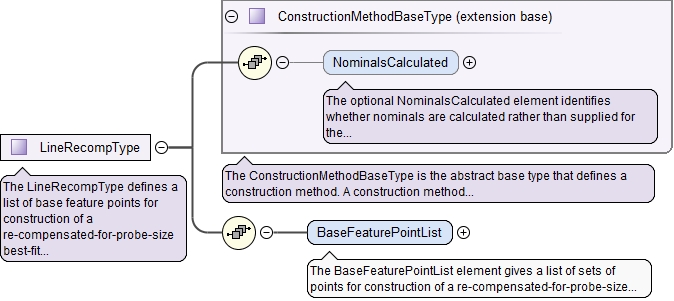 ConstructionMethodBaseType (extension base)
NominalsCalculated
The optional NominalsCalculated element identifies
whether nominals are calculated rather than supplied for
the...
LineRecompType
The LineRecompType defines a
list of base feature points for
construction of a
re-compensated-for-probe-size
best-fit...
The ConstructionMethodBaseType is the abstract base type that defines a
construction method. A construction method...
BaseFeaturePointList
The BaseFeaturePointList element gives a list of sets of
points for construction of a re-compensated-for-probe-size...